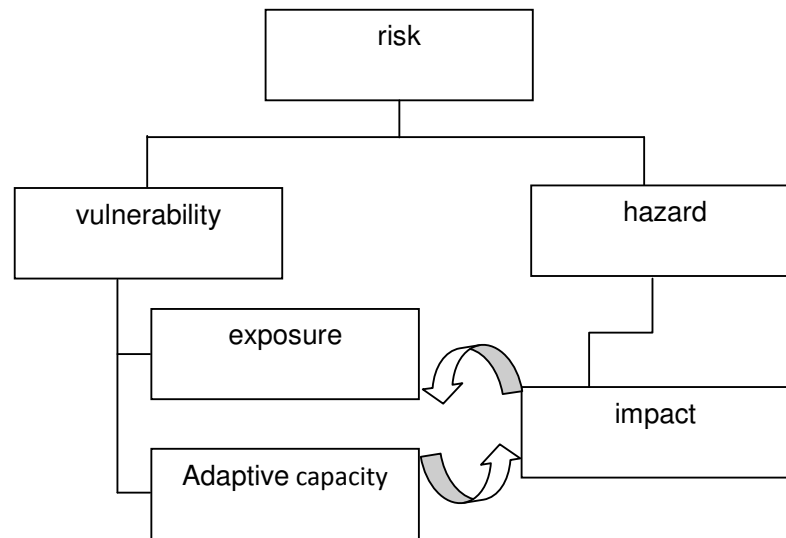 risk
vulnerability
hazard
exposure
impact
Adaptive capacity